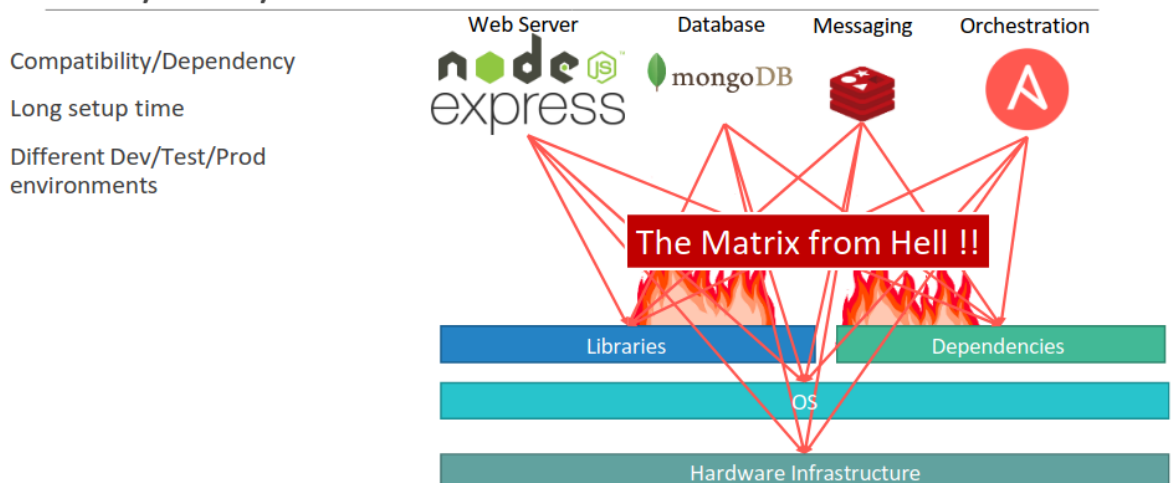 Web Server
Database
Messaging
Orchestration
Compatibility/Dependency
Long setup time
Different Dev/Test/Prod
environments
node JS
express
mongoDB
The Matrix from Hell !!
Libraries
Dependencies
OS
Hardware Infrastructure